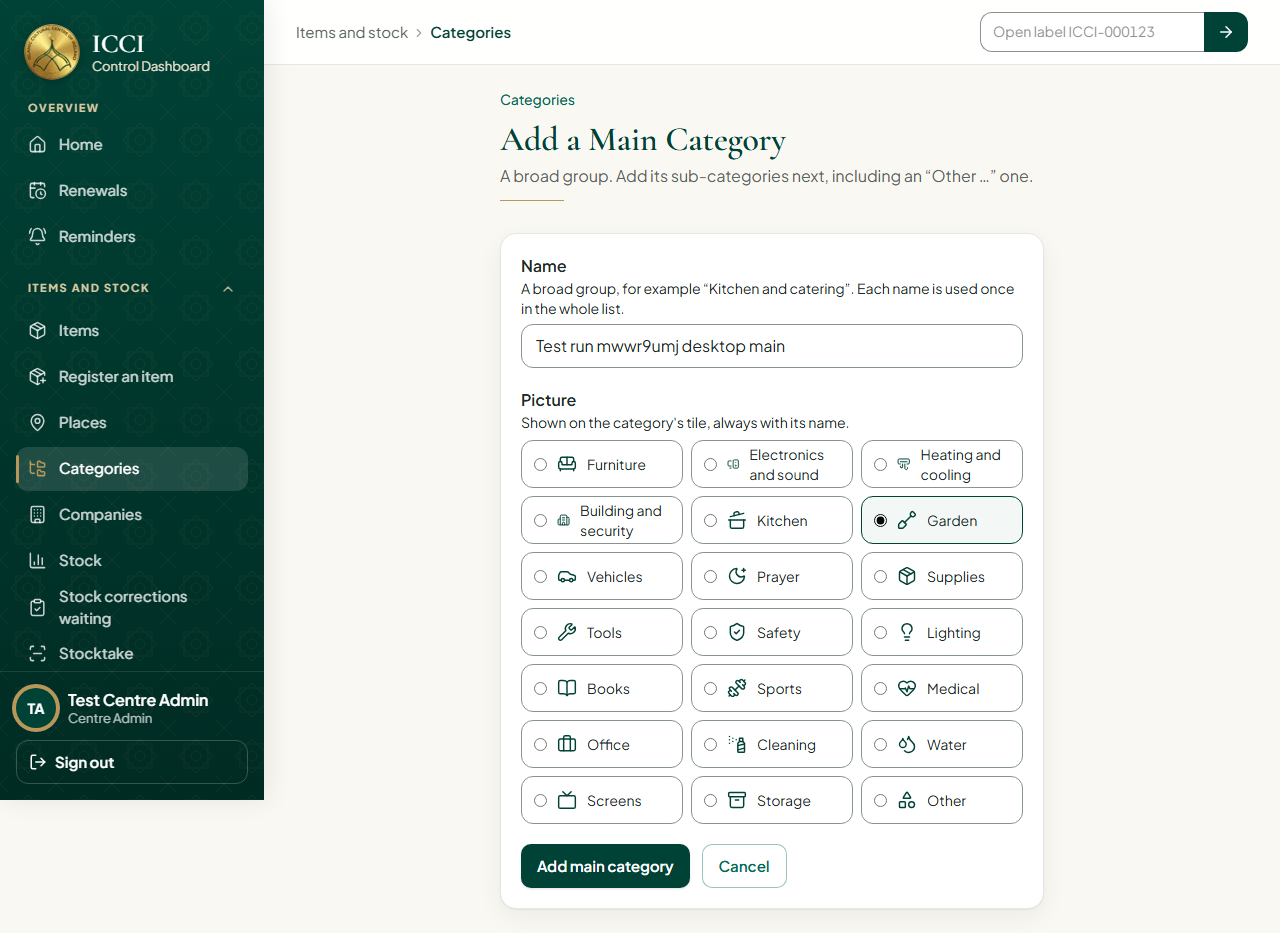 ICCI
Control Dashboard
OVERVIEW
Home
Renewals
Reminders
ITEMS AND STOCK
Items
Register an item
Places
Categories
Companies
Stock
Stock corrections
waiting
Stocktake
TA
Test Centre Admin
Centre Admin
Sign out
Items and stock > Categories
Open label ICCI-000123
Categories
Add a Main Category
A broad group. Add its sub-categories next, including an “Other …” one.
Name
A broad group, for example “Kitchen and catering”. Each name is used once
in the whole list.
Test run mwwr9umj desktop main
Picture
Shown on the category's tile, always with its name.
Furniture
Electronics
and sound
Heating and
cooling
Building and
security
Kitchen
Garden
Vehicles
Prayer
Supplies
Tools
Safety
Lighting
Books
Sports
Medical
Office
Cleaning
Water
Screens
Storage
Other
Add main category
Cancel